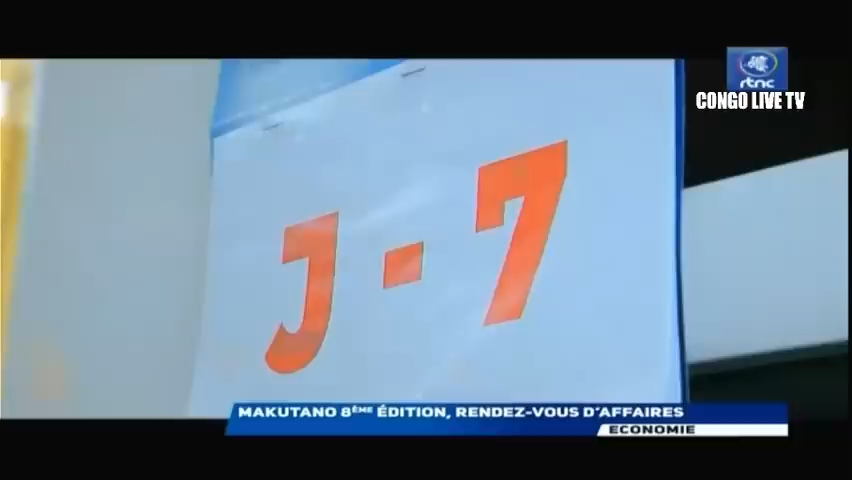 rtnc
CONGO LIVE TV
J - 7
MAKUTANO 8ÈME ÉDITION, RENDEZ-VOUS D'AFFAIRES
ECONOMIE